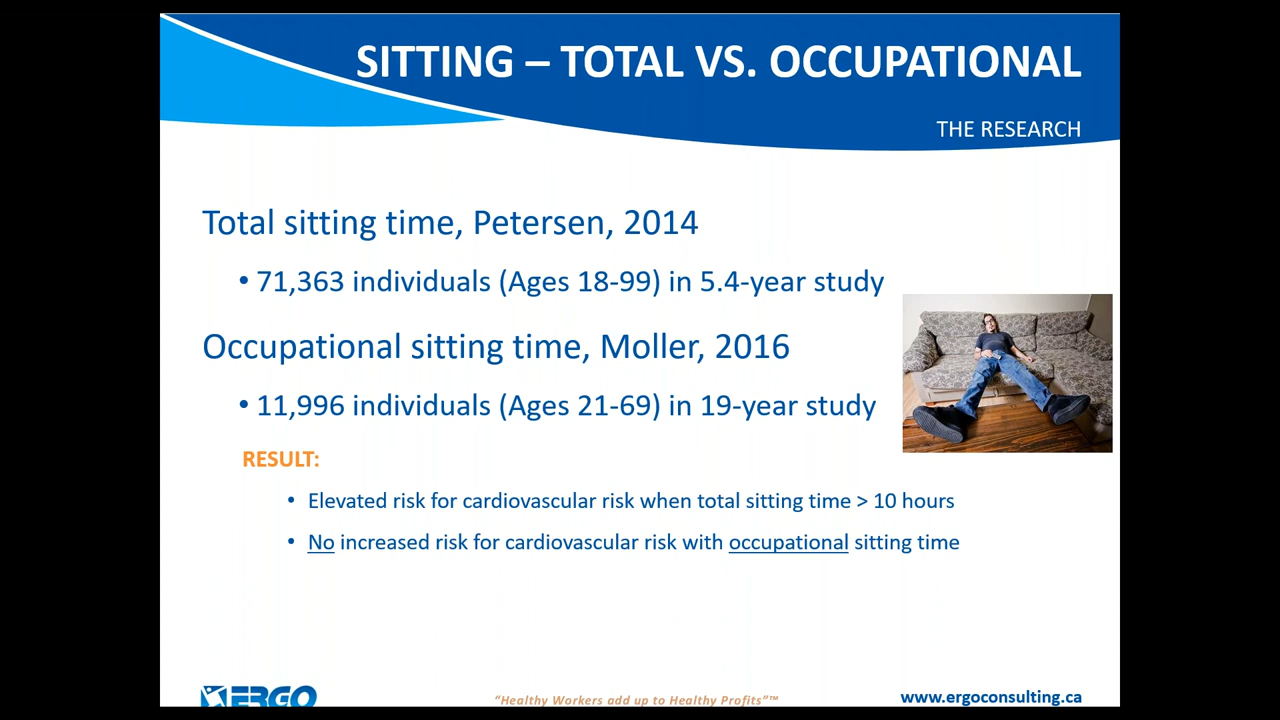 SITTING – TOTAL VS. OCCUPATIONAL
THE RESEARCH
Total sitting time, Petersen, 2014
• 71,363 individuals (Ages 18-99) in 5.4-year study
Occupational sitting time, Moller, 2016
• 11,996 individuals (Ages 21-69) in 19-year study
RESULT:
• Elevated risk for cardiovascular risk when total sitting time > 10 hours
• No increased risk for cardiovascular risk with occupational sitting time
ERGO
“Healthy Workers add up to Healthy Profits”™
www.ergoconsulting.ca